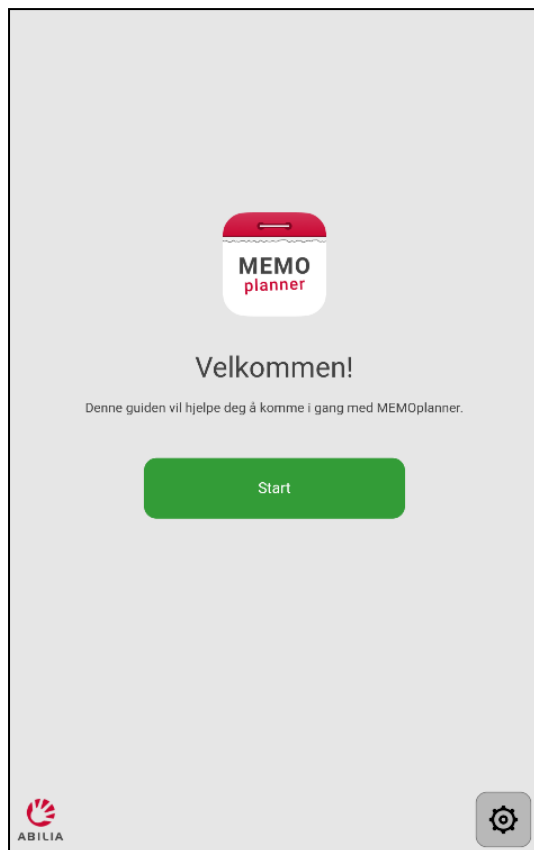 MEMO
planner
Velkommen!
Denne guiden vil hjelpe deg å komme i gang med MEMOplanner.
Start
ABILIA